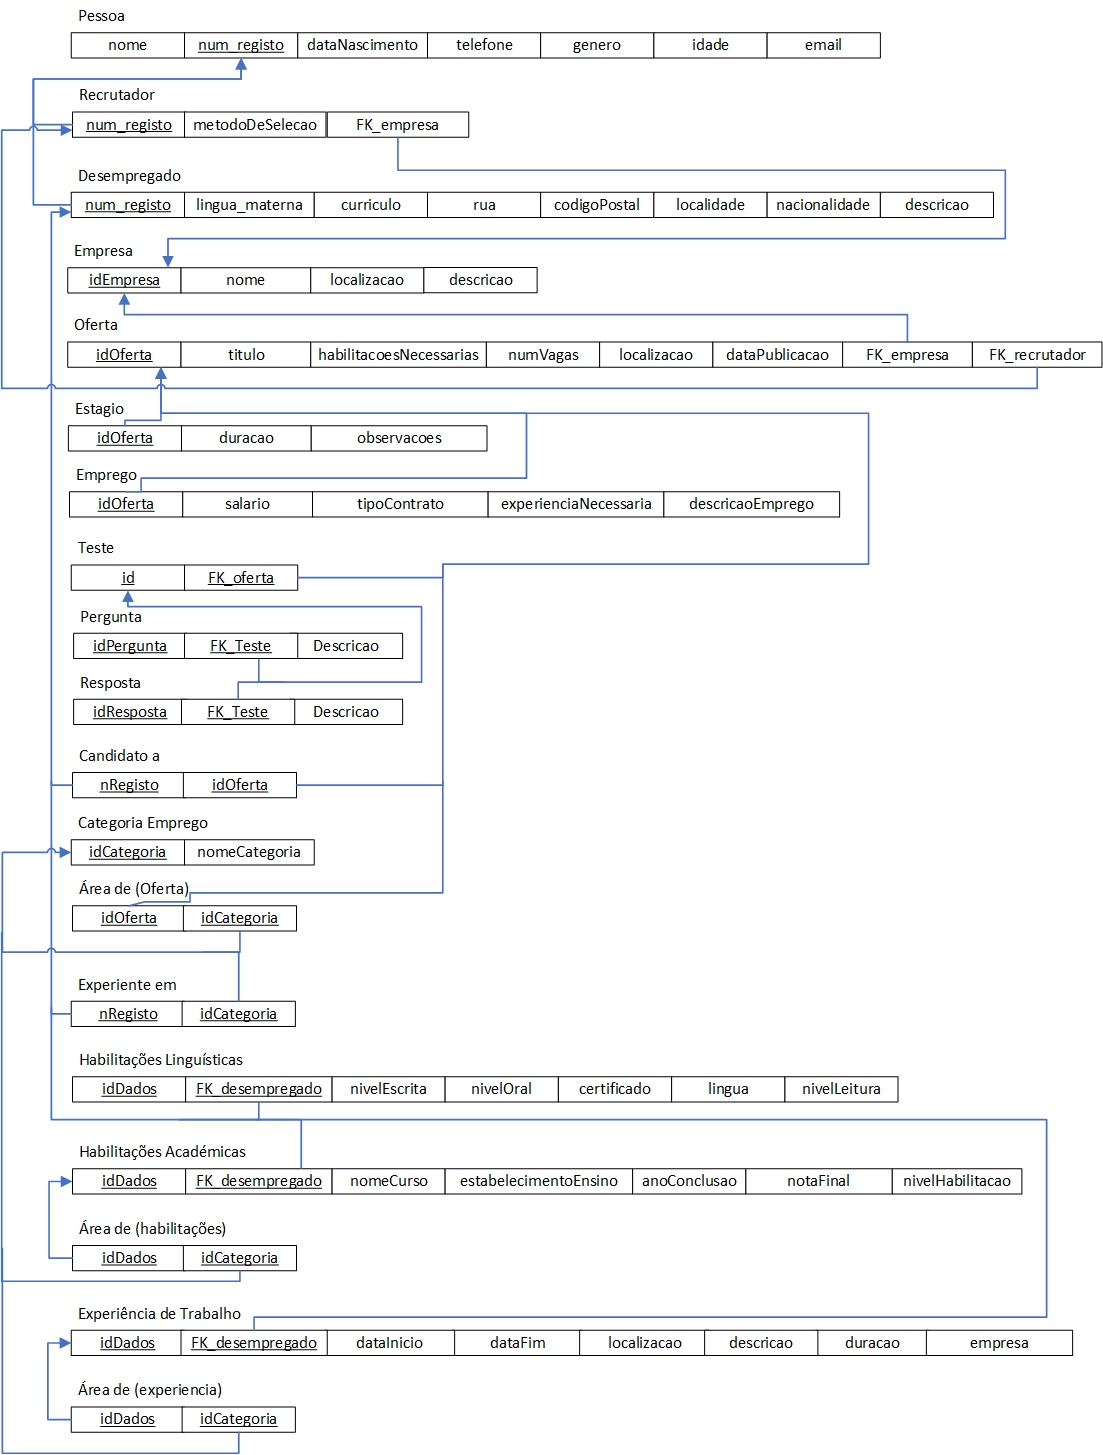 Pessoa
nome num_registo dataNascimento telefone genero idade email
Recrutador
num_registo metodoDeSelecao FK_empresa
Desempregado
num_registo lingua_materna curriculo rua codigoPostal localidade nacionalidade descricao
Empresa
idEmpresa nome localizacao descricao
Oferta
idOferta titulo habilitacoesNecessarias numVagas localizacao dataPublicacao FK_empresa FK_recrutador
Estagio
idOferta duracao observacoes
Emprego
idOferta salario tipoContrato experienciaNecessaria descricaoEmprego
Teste
id FK_oferta
Pergunta
idPergunta FK_Teste Descricao
Resposta
idResposta FK_Teste Descricao
Candidato a
nRegisto idOferta
Categoria Emprego
idCategoria nomeCategoria
Área de (Oferta)
idOferta idCategoria
Experiente em
nRegisto idCategoria
Habilitações Linguísticas
idDados FK_desempregado nivelEscrita nivelOral certificado lingua nivelLeitura
Habilitações Académicas
idDados FK_desempregado nomeCurso estabelecimentoEnsino anoConclusao notaFinal nivelHabilitacao
Área de (habilitações)
idDados idCategoria
Experiência de Trabalho
idDados FK_desempregado dataInicio dataFim localizacao descricao duracao empresa
Área de (experiencia)
idDados idCategoria